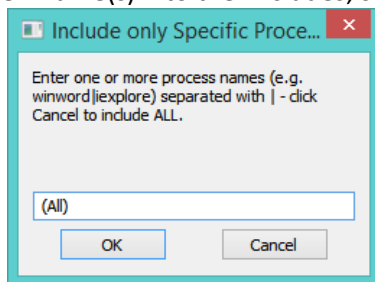 Include only Specific Proce...
Enter one or more process names (e.g.
winword|iexplore) separated with | - click
Cancel to include ALL.
(All)
OK
Cancel